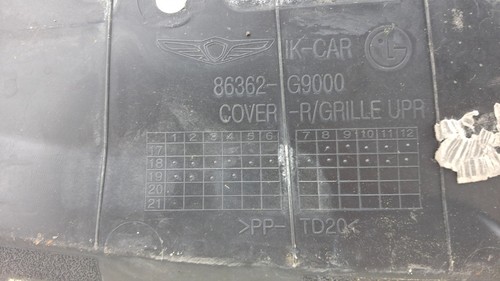 IK-CAR LG
86362-G9000
COVER-R/GRILLE UPR
1 2 3 4 5 6 7 8 9 10 11 12
17
18
19
20
21
>PP-TD20<